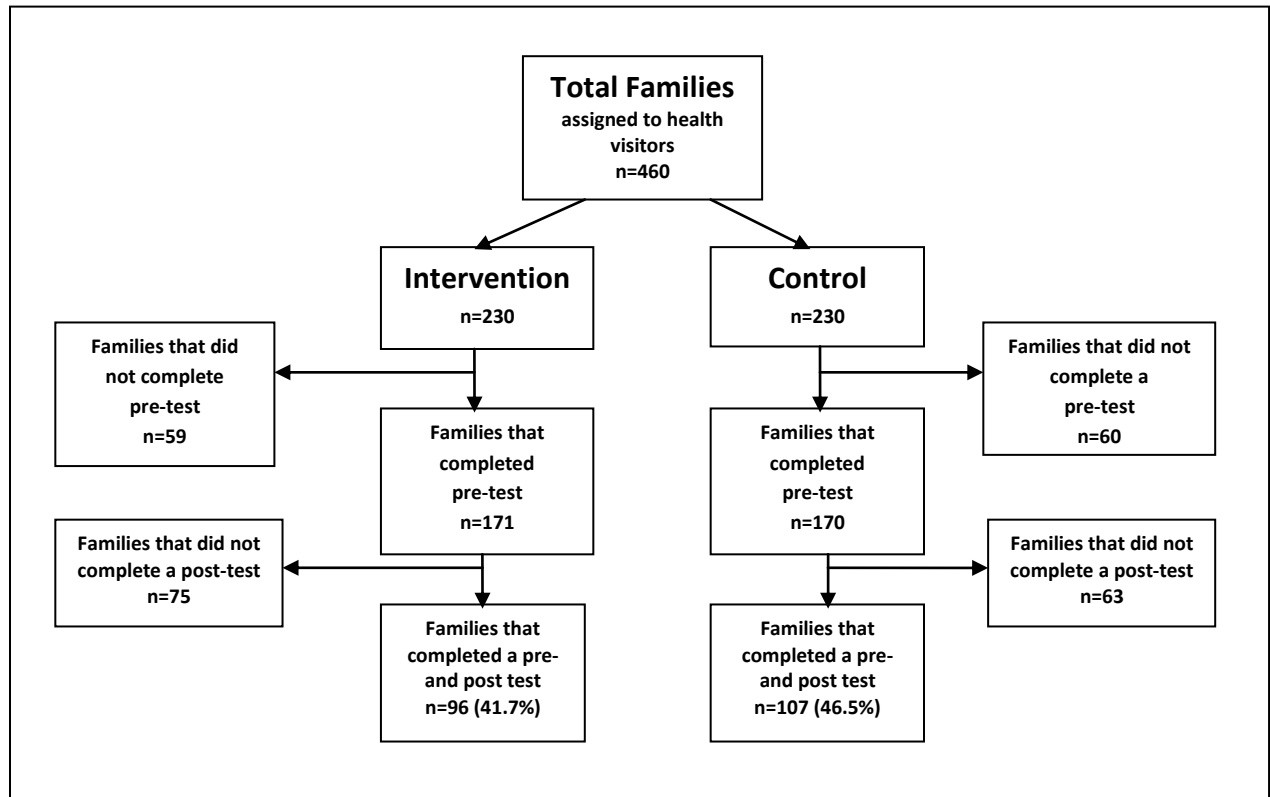 Total Families
assigned to health
visitors
n=460
Intervention
n=230
Control
n=230
Families that did
not complete
pre-test
n=59
Families that did not
complete a
pre-test
n=60
Families that
completed
pre-test
n=171
Families that
completed
pre-test
n=170
Families that did not
complete a post-test
n=75
Families that did not
complete a post-test
n=63
Families that
completed a pre-
and post test
n=96 (41.7%)
Families that
completed a pre-
and post test
n=107 (46.5%)